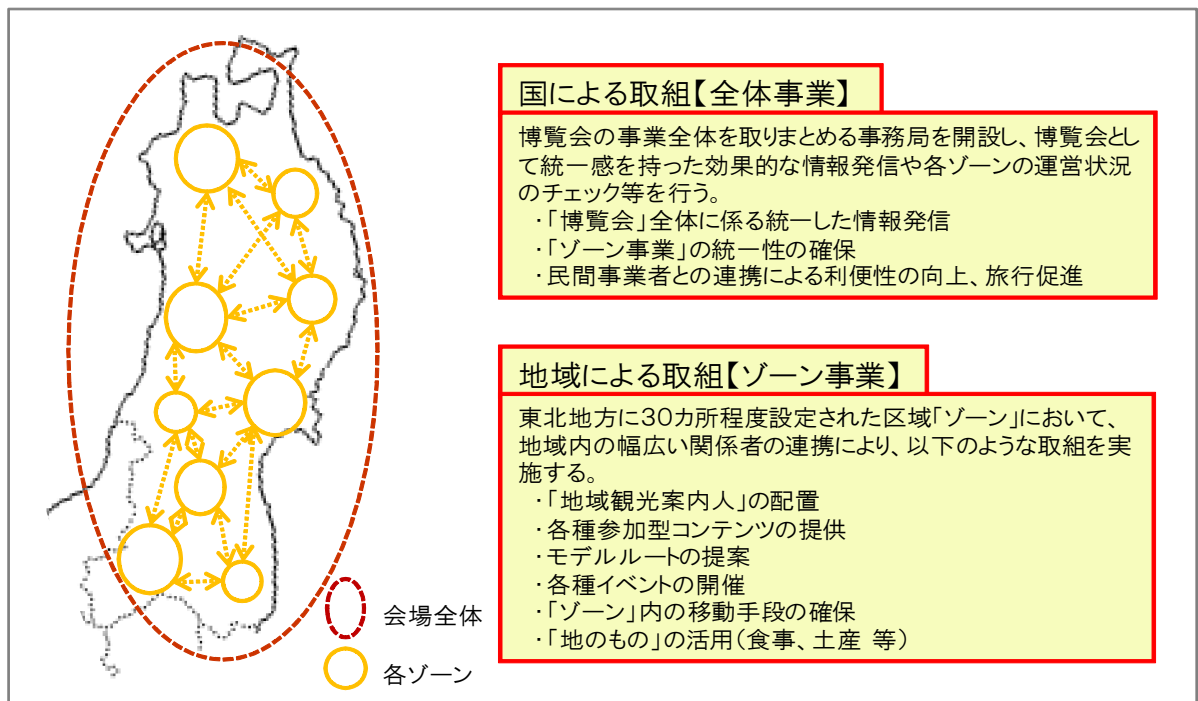 国による取組【全体事業】
博覧会の事業全体を取りまとめる事務局を開設し、博覧会とし
て統一感を持った効果的な情報発信や各ゾーンの運営状況
のチェック等を行う。
・「博覧会」全体に係る統一した情報発信
・「ゾーン事業」の統一性の確保
・民間事業者との連携による利便性の向上、旅行促進
地域による取組【ゾーン事業】
東北地方に30カ所程度設定された区域「ゾーン」において、
地域内の幅広い関係者の連携により、以下のような取組を実
施する。
・「地域観光案内人」の配置
・各種参加型コンテンツの提供
・モデルルートの提案
・各種イベントの開催
・「ゾーン」内の移動手段の確保
・「地のもの」の活用(食事、土産 等)
会場全体
各ゾーン